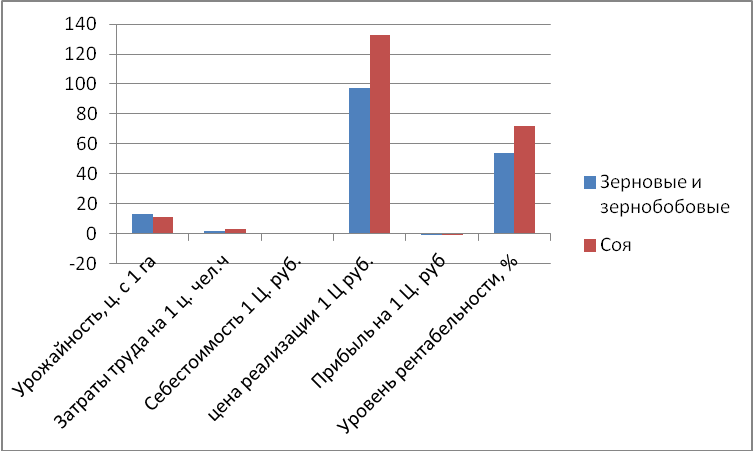 140
120
100
80
60
40
20
0
-20
Урожайность, ц. с 1 га
Затраты труда на 1 ц. чел.ч
Себестоимость 1 Ц. руб.
цена реализации 1 Ц руб.
Прибыль на 1 Ц. руб
Уровень рентабельности, %
Зерновые и
зернобобовые
Соя